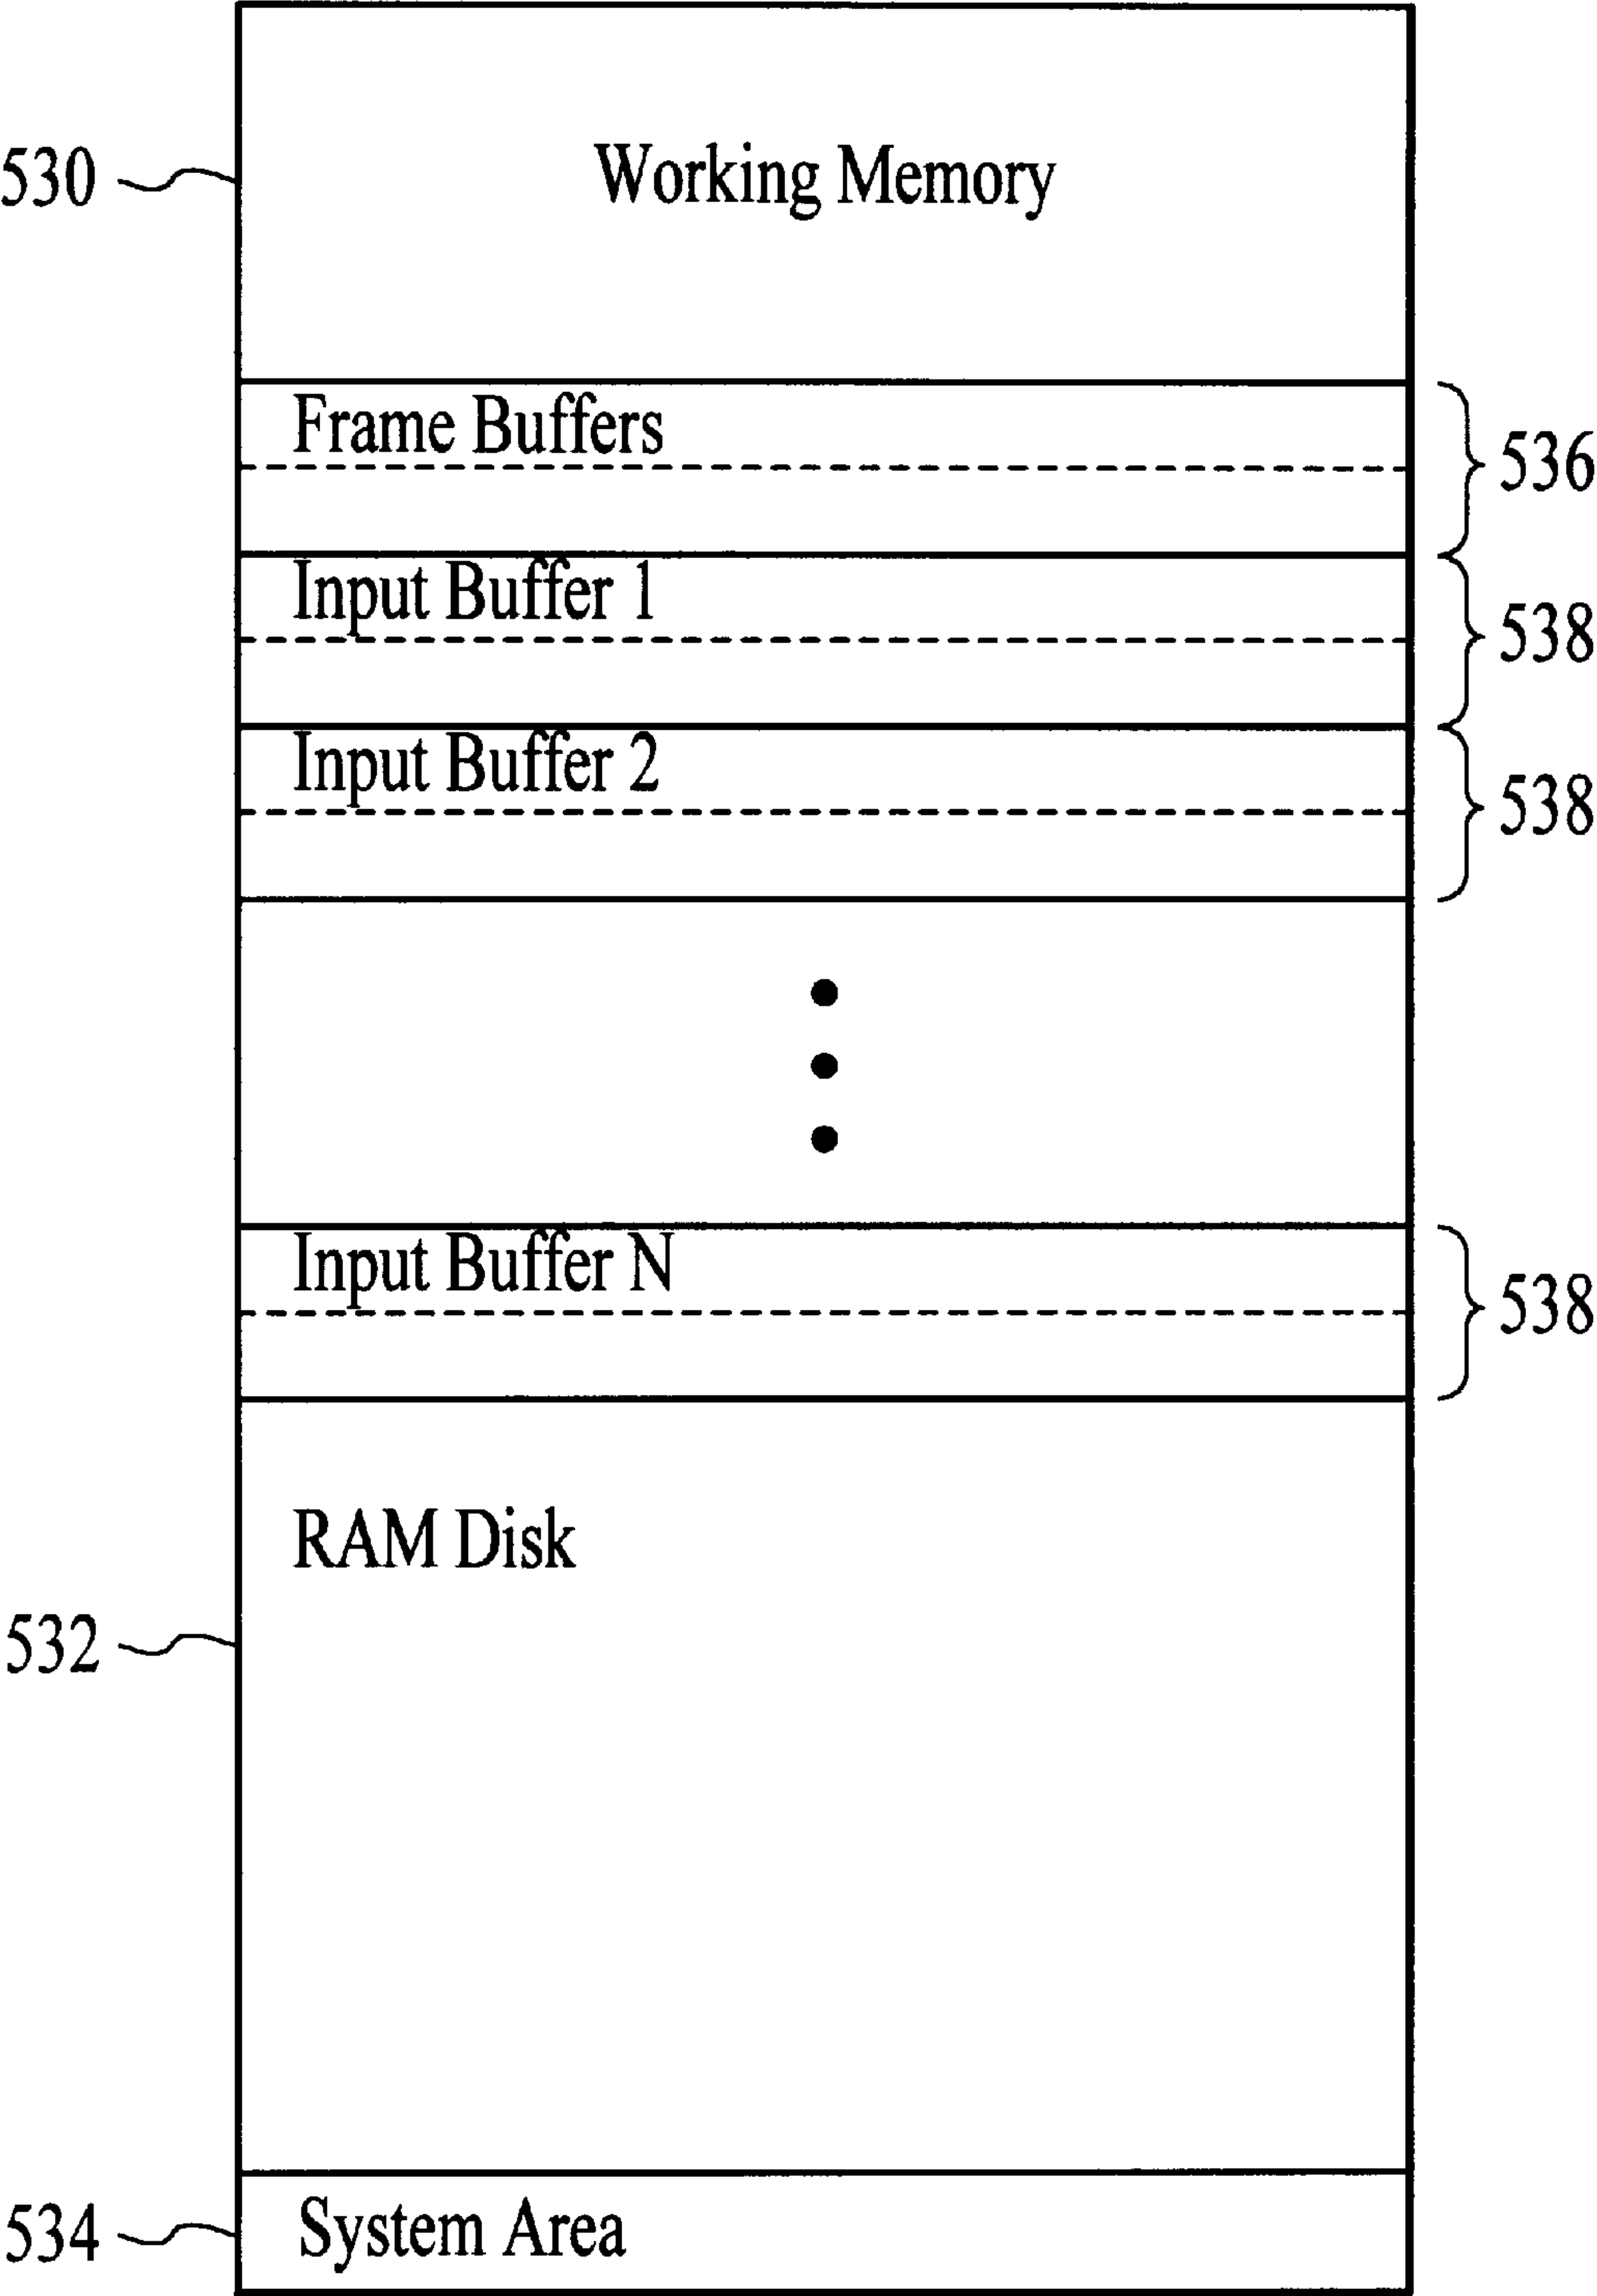 530
Working Memory
Frame Buffers
536
Input Buffer 1
538
Input Buffer 2
538
Input Buffer N
538
RAM Disk
532
534
System Area